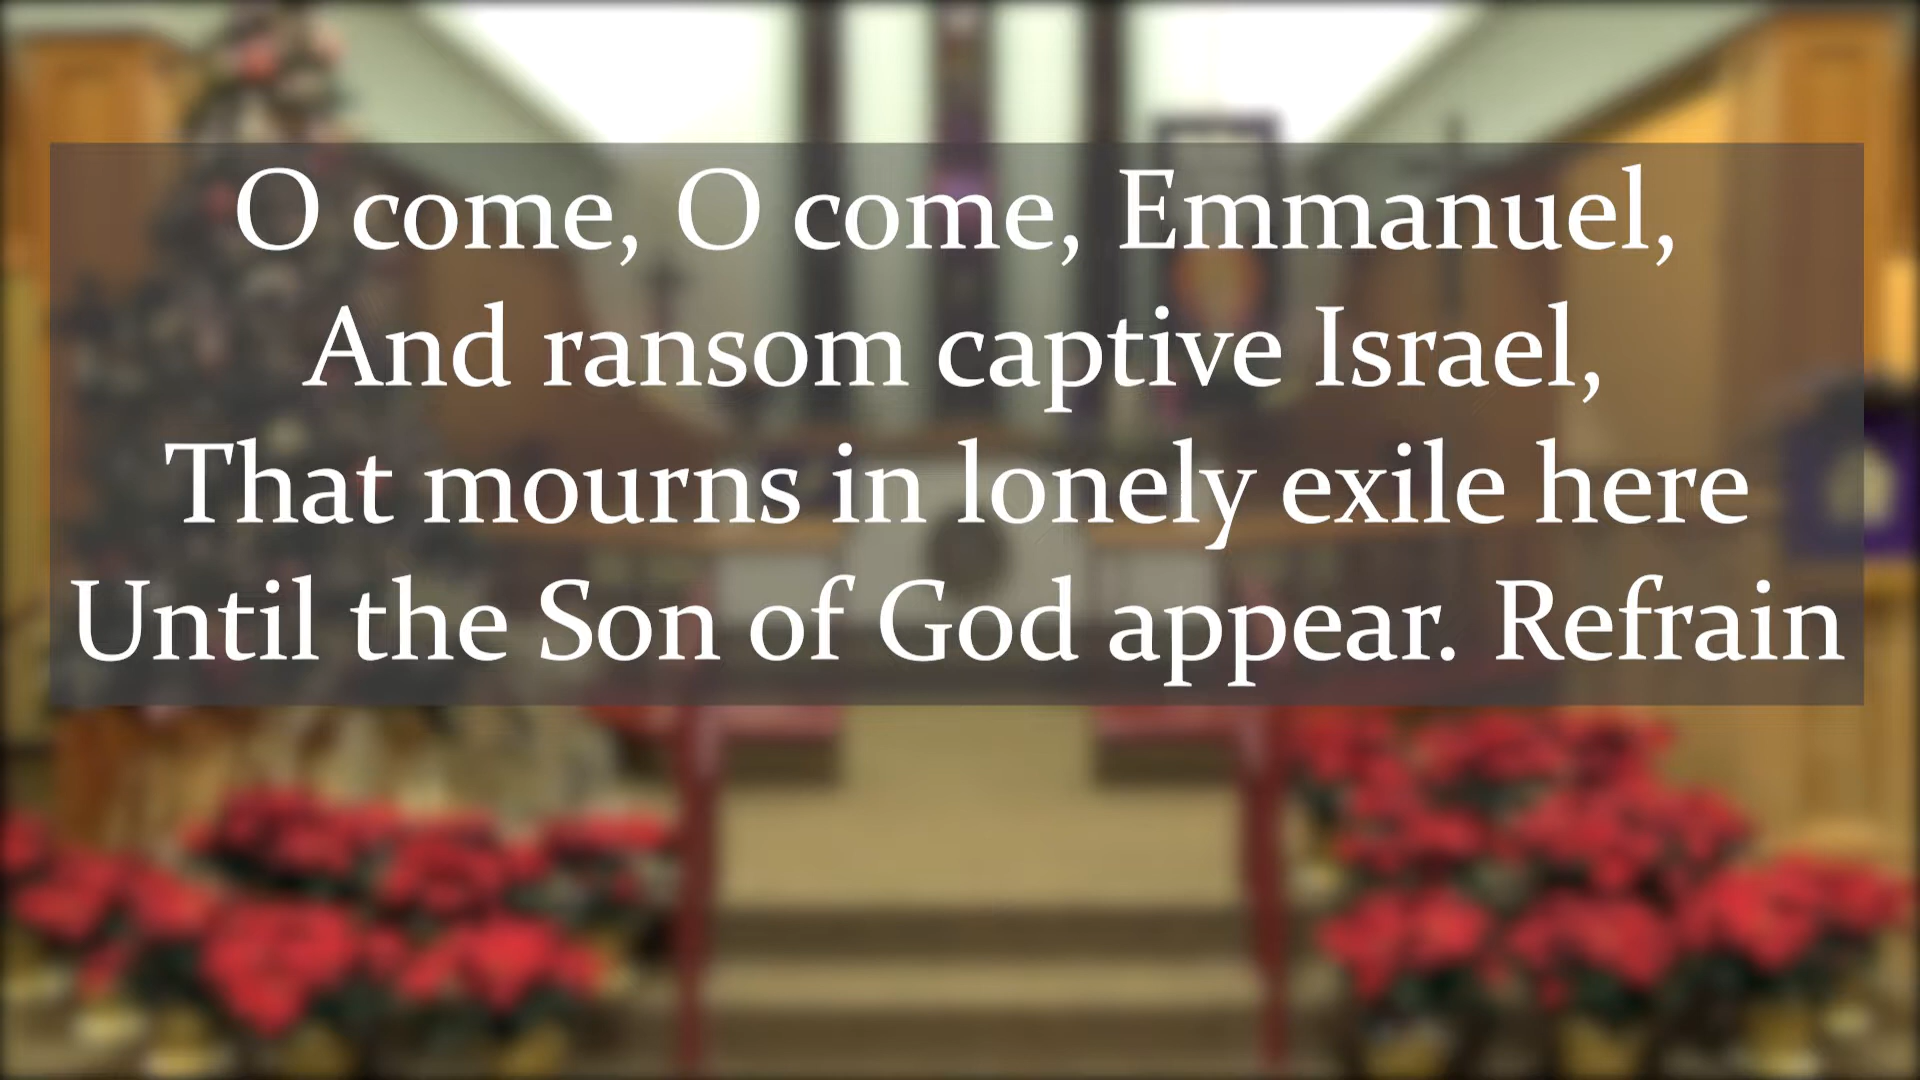 O come, O come, Emmanuel,
And ransom captive Israel,
That mourns in lonely exile here
Until the Son of God appear. Refrain